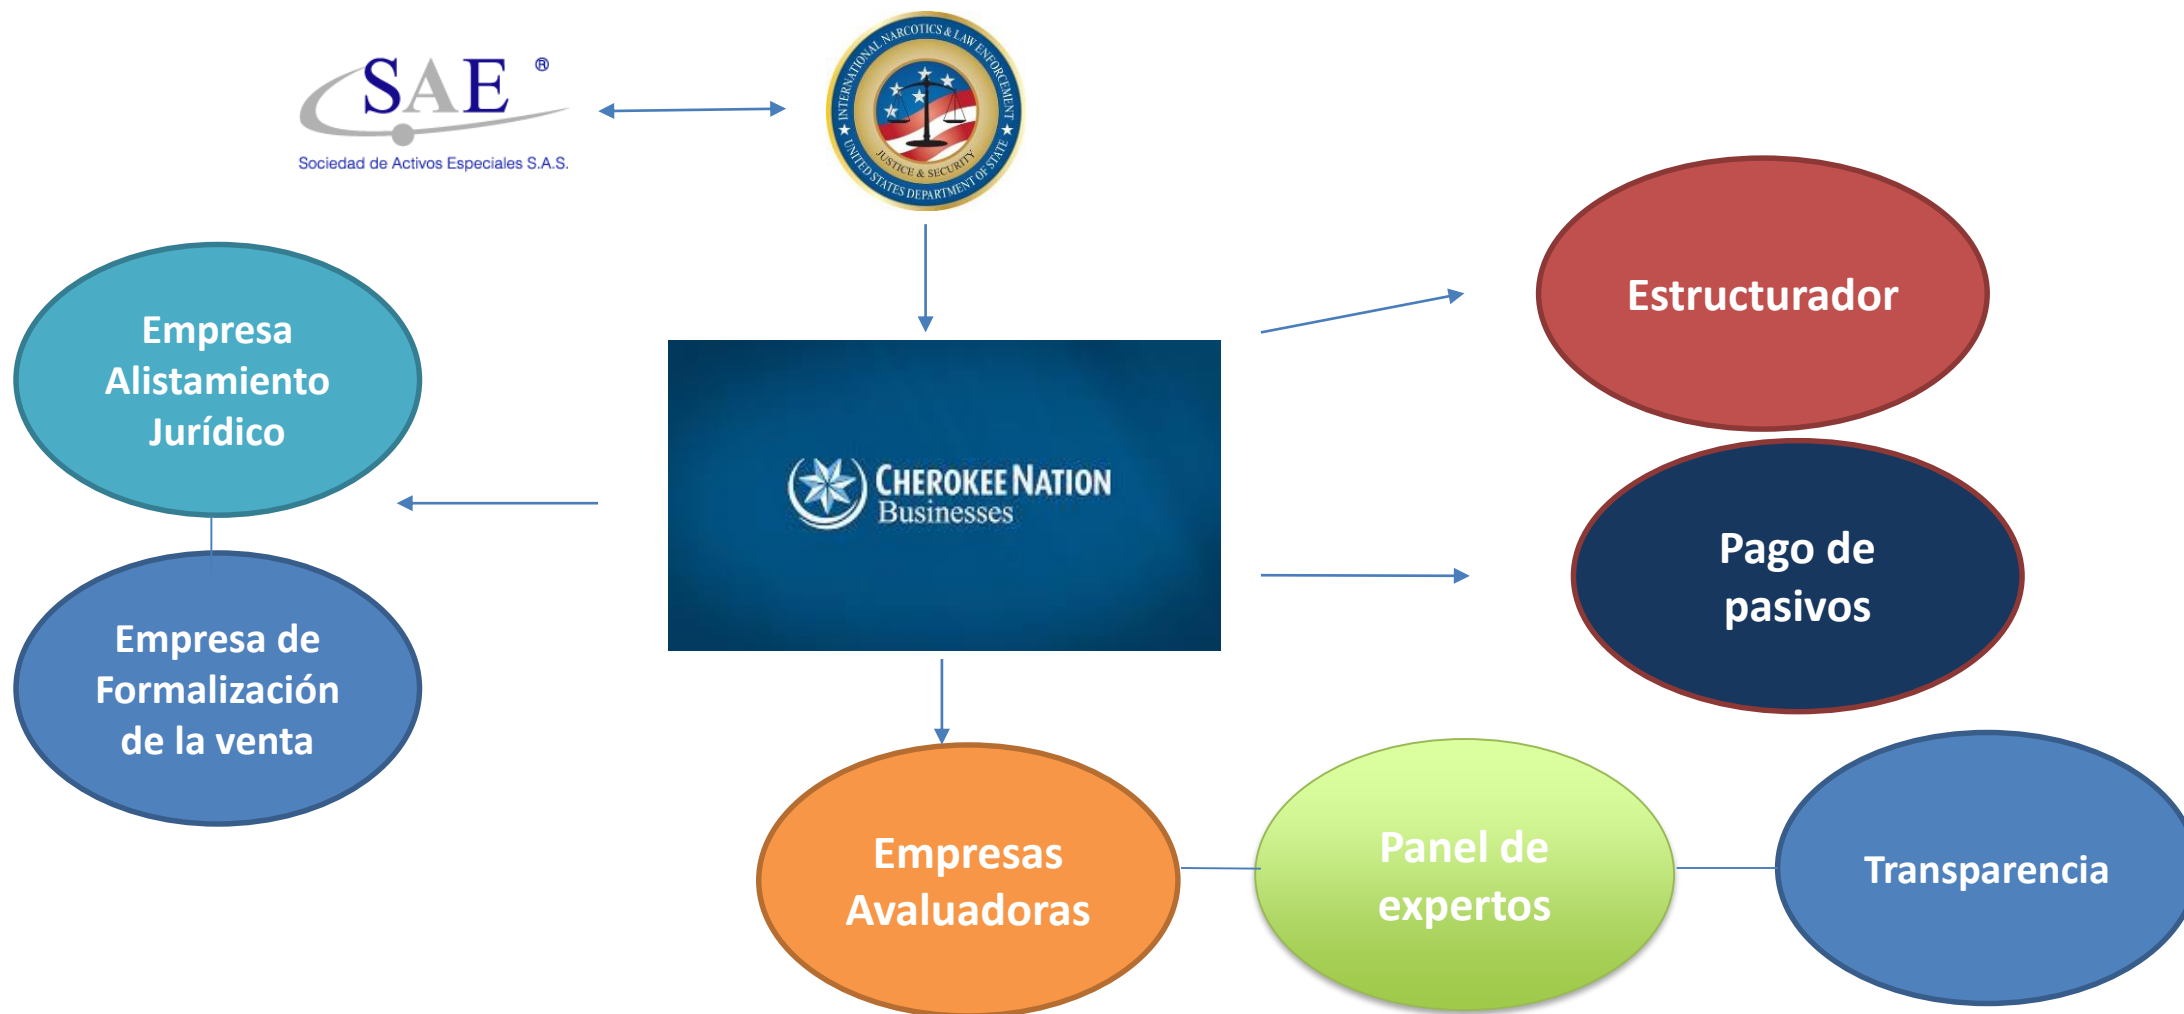 SAE ®
Sociedad de Activos Especiales S.A.S.
INTERNATIONAL NARCOTICS & LAW ENFORCEMENT
JUSTICE & SECURITY
UNITED STATES DEPARTMENT OF STATE
Empresa
Alistamiento
Jurídico
Estructurador
CHEROKEE NATION
Businesses
Pago de
pasivos
Empresa de
Formalización
de la venta
Empresas
Avaluadoras
Panel de
expertos
Transparencia